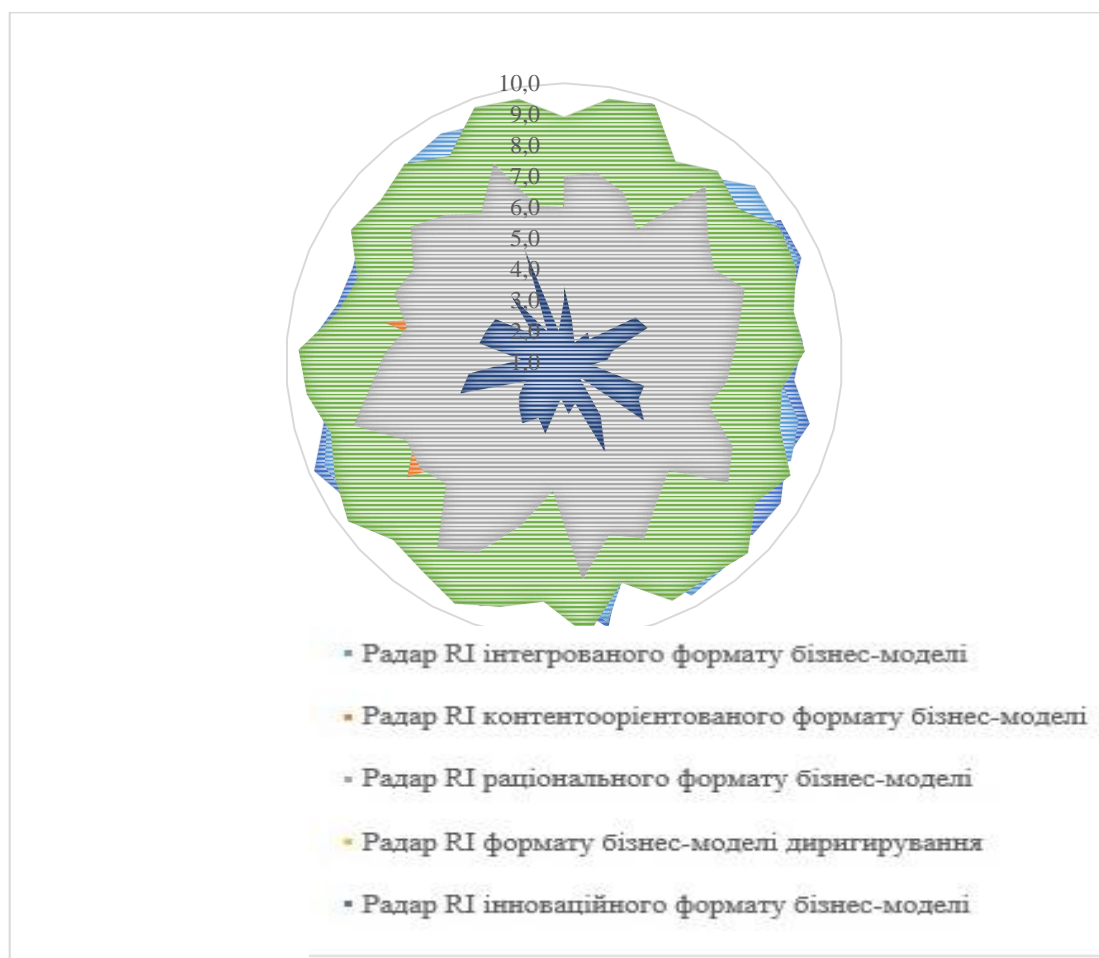 10,0
9,0
8,0
7,0
6,0
5,0
4,0
3,0
2,0
1,0
Радар RI інтегрованого формату бізнес-моделі
Радар RI контентоорієнтованого формату бізнес-моделі
Радар RI раціонального формату бізнес-моделі
Радар RI формату бізнес-моделі диригирування
Радар RI інноваційного формату бізнес-моделі